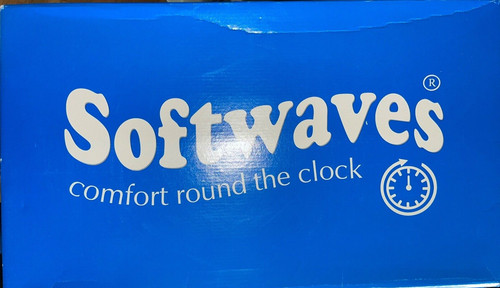 Softwaves®
comfort round the clock